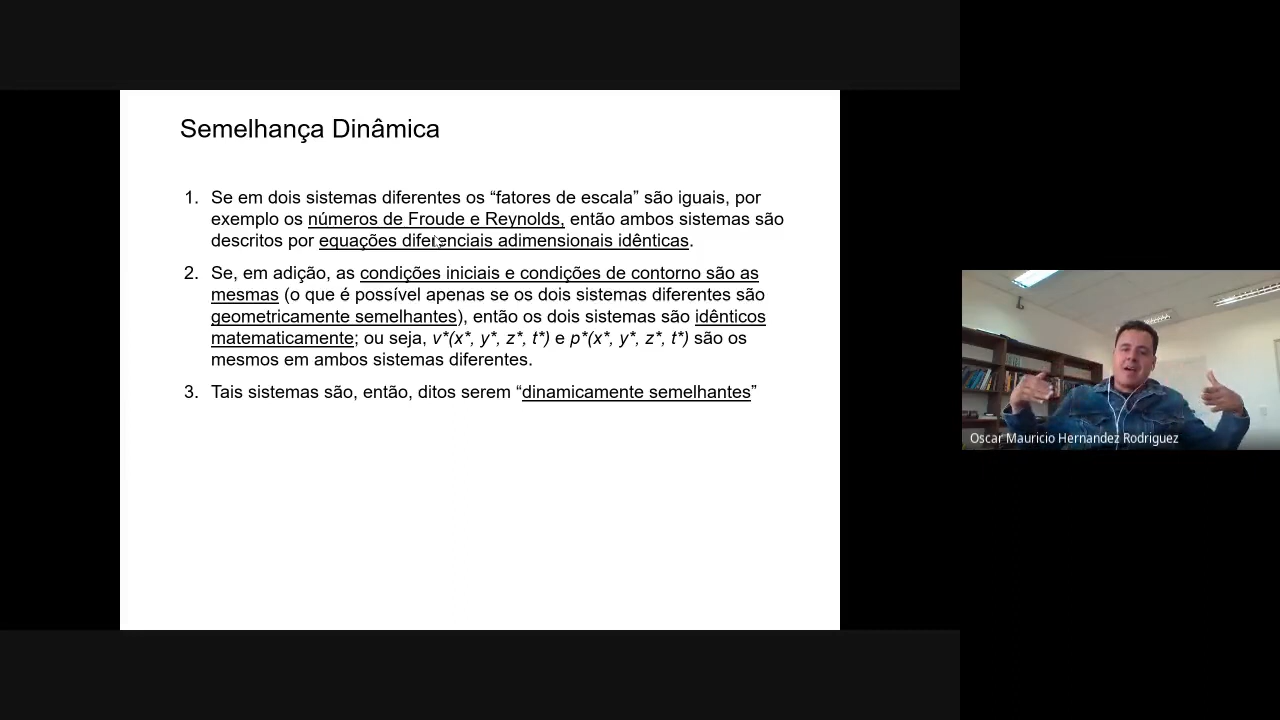 Semelhança Dinâmica
1. Se em dois sistemas diferentes os “fatores de escala” são iguais, por
exemplo os números de Froude e Reynolds, então ambos sistemas são
descritos por equações diferenciais adimensionais idênticas.
2. Se, em adição, as condições iniciais e condições de contorno são as
mesmas (o que é possível apenas se os dois sistemas diferentes são
geometricamente semelhantes), então os dois sistemas são idênticos
matematicamente; ou seja, v*(x*, y*, z*, t*) e p*(x*, y*, z*, t*) são os
mesmos em ambos sistemas diferentes.
3. Tais sistemas são, então, ditos serem “dinamicamente semelhantes”
Oscar Mauricio Hernandez Rodriguez